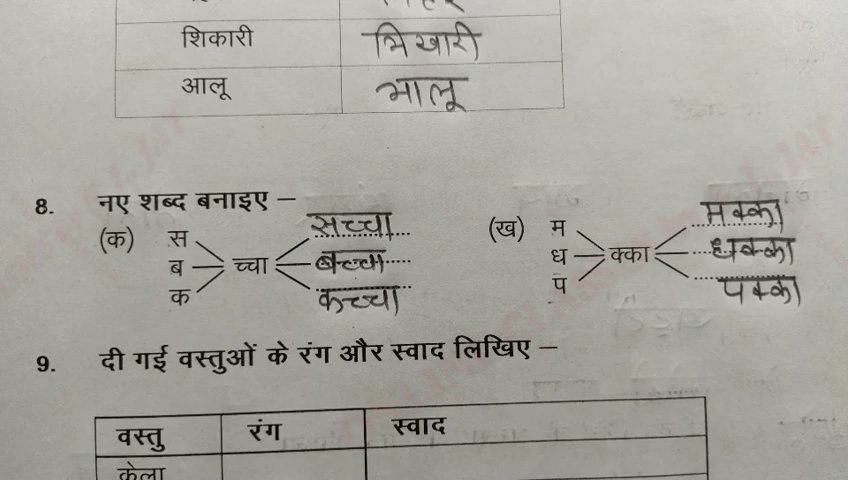 शिकारी भिखारी
आलू भालू
8. नए शब्द बनाइए –
(क) स ब क च्चा सच्चा बच्चा कच्चा
(ख) म ध प क्का मक्का धक्का पक्का
9. दी गई वस्तुओं के रंग और स्वाद लिखिए –
वस्तु रंग स्वाद
केला